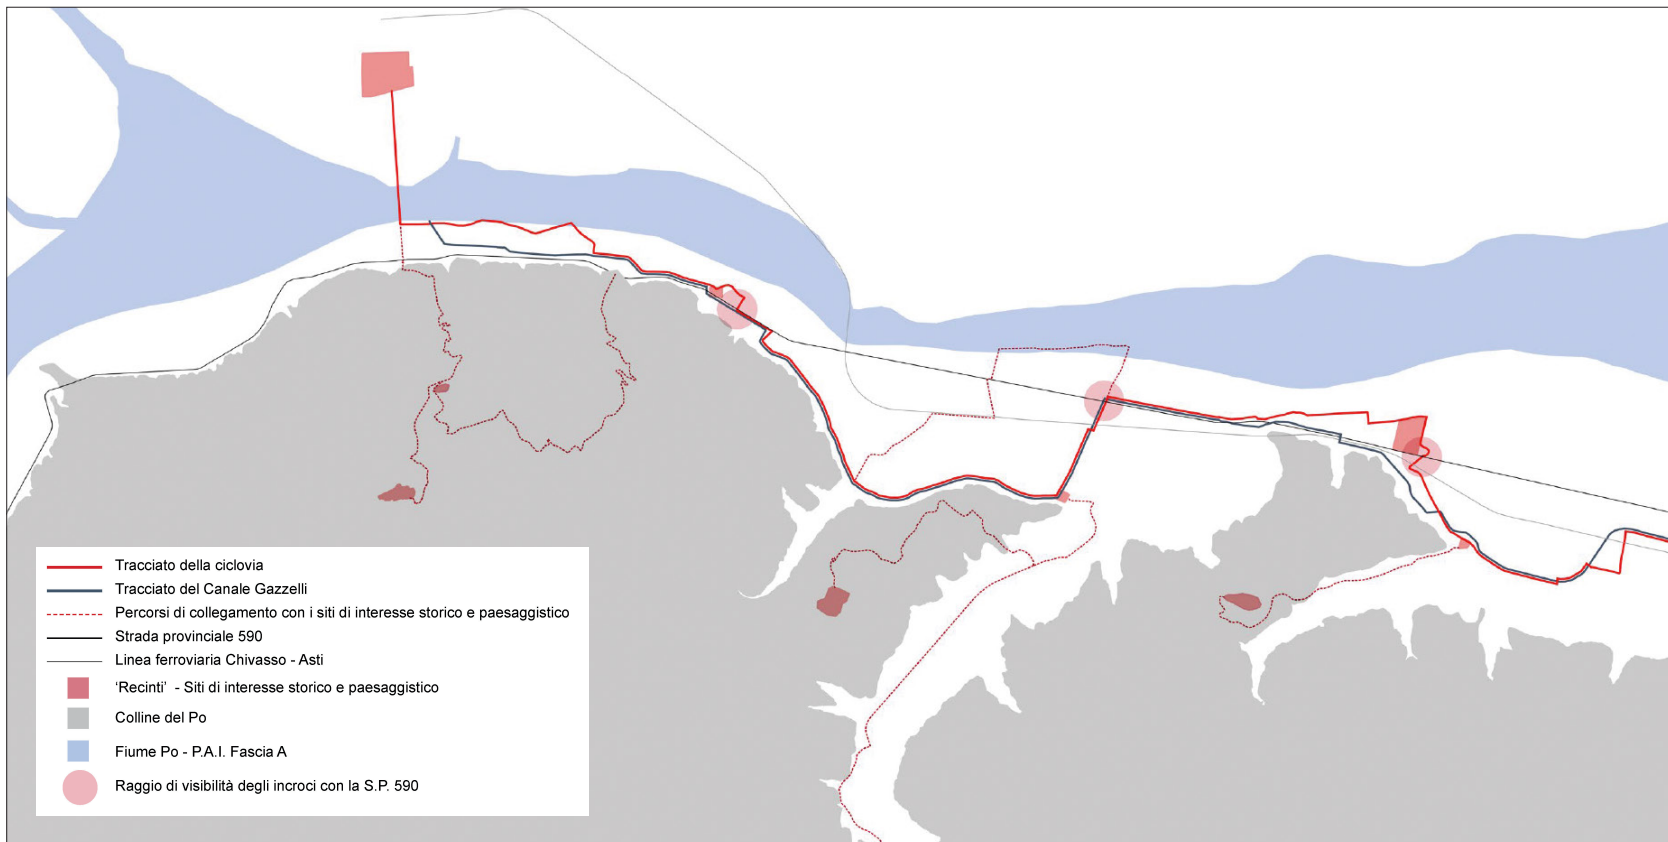 Tracciato della ciclovia
Tracciato del Canale Gazzelli
Percorsi di collegamento con i siti di interesse storico e paesaggistico
Strada provinciale 590
Linea ferroviaria Chivasso - Asti
‘Recinti’ - Siti di interesse storico e paesaggistico
Colline del Po
Fiume Po - P.A.I. Fascia A
Raggio di visibilità degli incroci con la S.P. 590